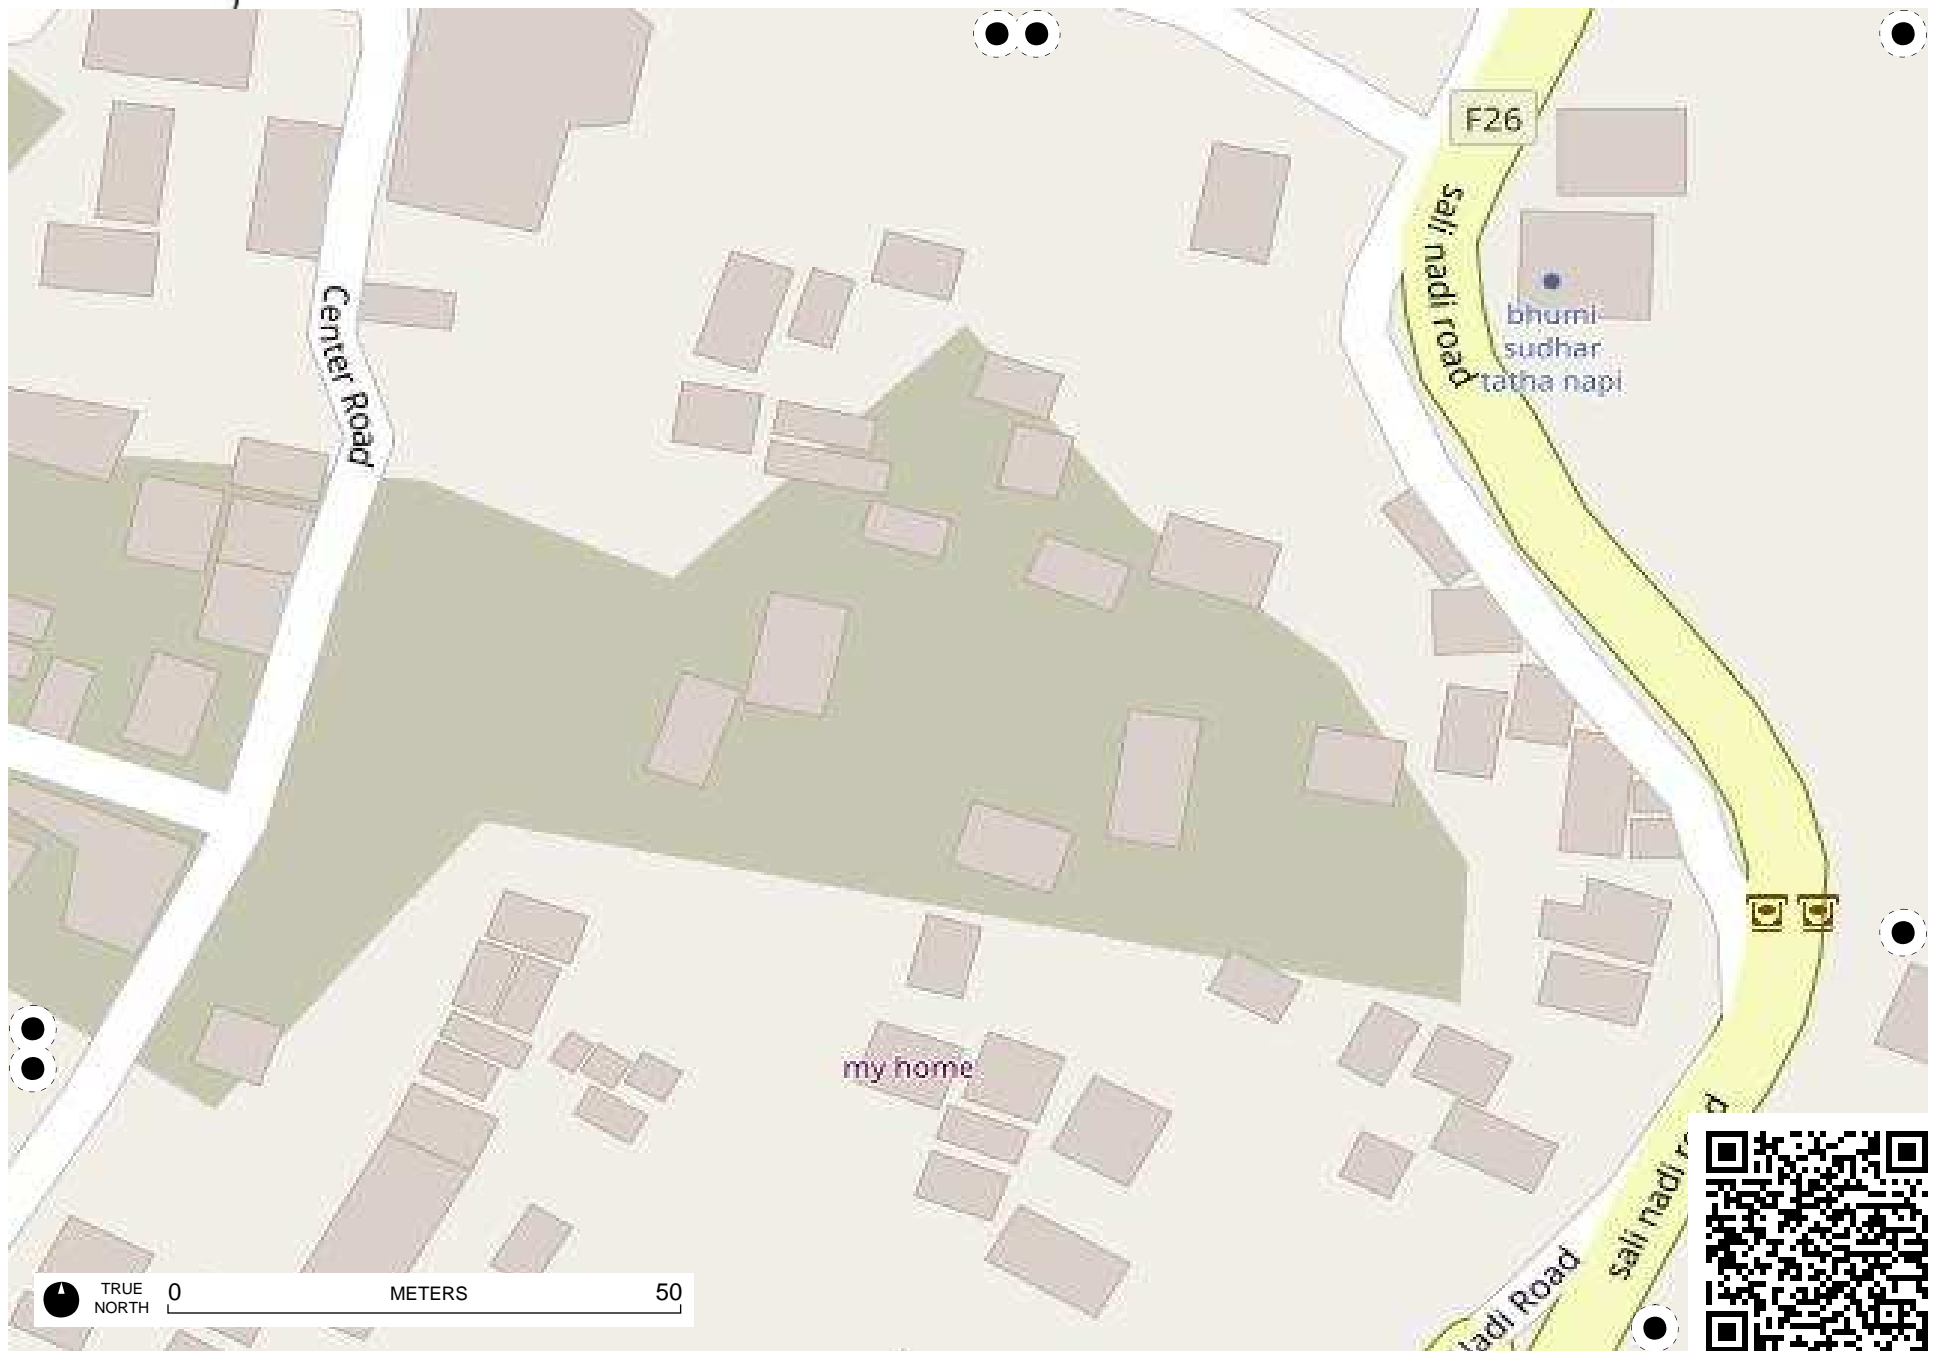 F26
sali nadi road
Center Road
bhumi
sudhar
tatha napi
my home
sali nadi
adi Road
TRUE
NORTH
0
METERS
50